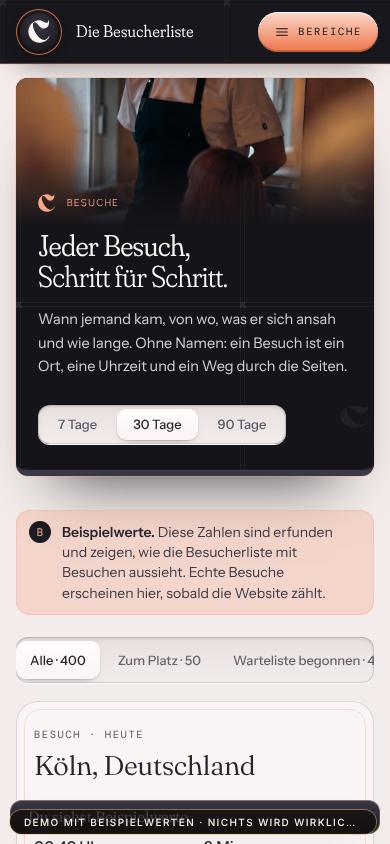 Die Besucherliste
BEREICHE
BESUCHE
Jeder Besuch,
Schritt für Schritt.
Wann jemand kam, von wo, was er sich ansah
und wie lange. Ohne Namen: ein Besuch ist ein
Ort, eine Uhrzeit und ein Weg durch die Seiten.
7 Tage 30 Tage 90 Tage
B Beispielwerte. Diese Zahlen sind erfunden
und zeigen, wie die Besucherliste mit
Besuchen aussieht. Echte Besuche
erscheinen hier, sobald die Website zählt.
Alle · 400 Zum Platz · 50 Warteliste begonnen · 4
BESUCH · HEUTE
Köln, Deutschland
DEMO MIT BEISPIELWERTEN · NICHTS WIRD WIRKLIC…